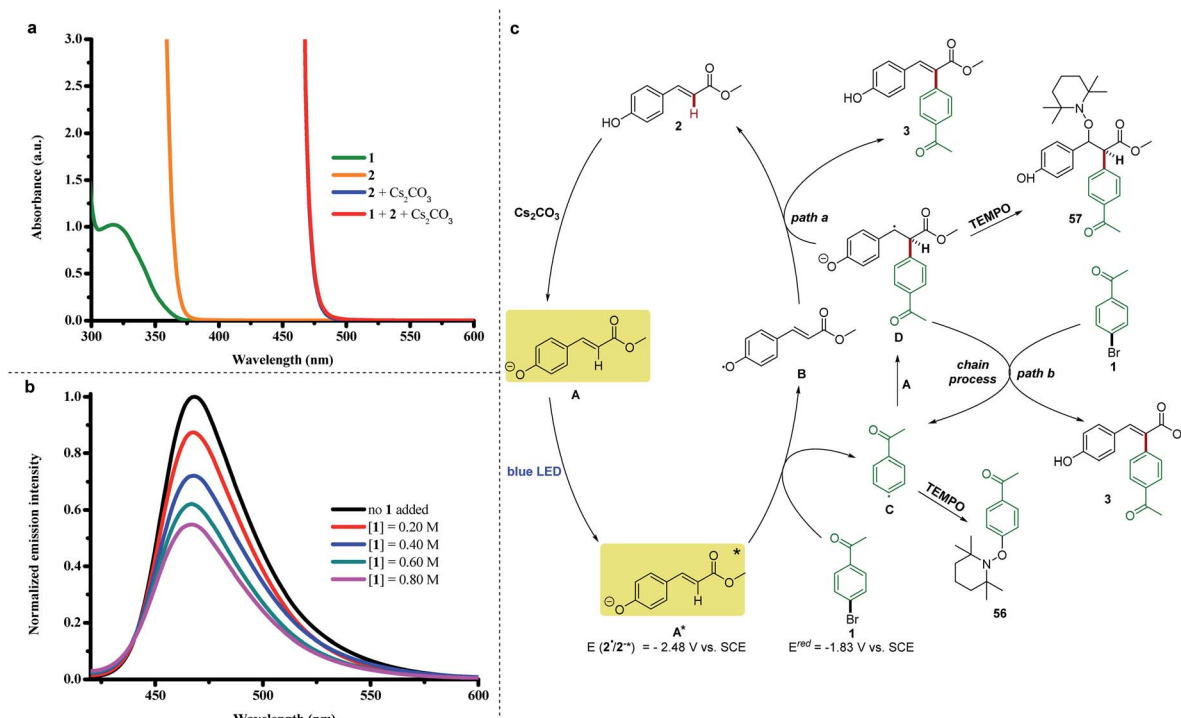 a
3.0
2.5
2.0
1.5
1.0
0.5
0.0
300
350
400
450
500
550
600
Absorbance (a.u.)
Wavelength (nm)
1
2
2 + Cs₂CO₃
1 + 2 + Cs₂CO₃
b
1.0
0.8
0.6
0.4
0.2
0.0
450
500
550
600
Normalized emission intensity
Wavelength (nm)
no 1 added
[1] = 0.20 M
[1] = 0.40 M
[1] = 0.60 M
[1] = 0.80 M
c
O
O
H
HO
2
O
O
HO
O
3
N
O
O
O
H
OH
O
57
Cs₂CO₃
path a
O
O
H
O
⊖
O
D
TEMPO
O
Br
1
O
O
H
O
⊖
A
O
O
O
B
A
chain
process
path b
blue LED
O
C
TEMPO
O
O
HO
O
3
O
O
N
56
*
O
O
H
O
⊖
A*
E (2•/2⁻*) = - 2.48 V vs. SCE
O
Br
1
E^red = -1.83 V vs. SCE